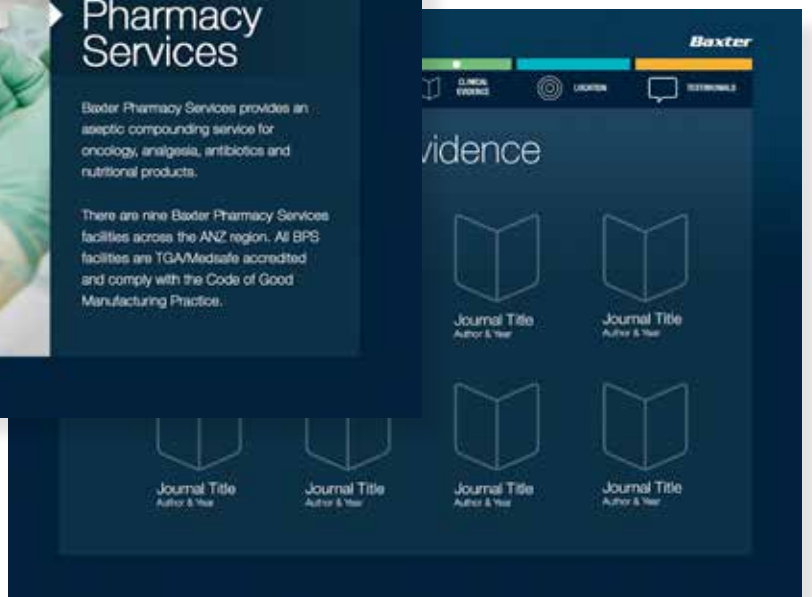 Pharmacy
Services
Baxter Pharmacy Services provides an
aseptic compounding service for
oncology, analgesia, antibiotics and
nutritional products.
There are nine Baxter Pharmacy Services
facilities across the ANZ region. All BPS
facilities are TGA/Medsafe accredited
and comply with the Code of Good
Manufacturing Practice.
Baxter
CLINICAL
EVIDENCE
LOCATION
TESTIMONIALS
vidence
Journal Title
Author & Year
Journal Title
Author & Year
Journal Title
Author & Year
Journal Title
Author & Year
Journal Title
Author & Year
Journal Title
Author & Year